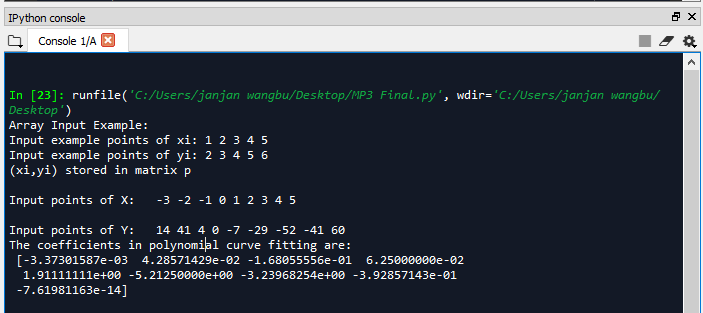 IPython console
Console 1/A
In [23]: runfile('C:/Users/janjan wangbu/Desktop/MP3 Final.py', wdir='C:/Users/janjan wangbu/
Desktop')
Array Input Example:
Input example points of xi: 1 2 3 4 5
Input example points of yi: 2 3 4 5 6
(xi,yi) stored in matrix p
Input points of X:   -3 -2 -1 0 1 2 3 4 5
Input points of Y:   14 41 4 0 -7 -29 -52 -41 60
The coefficients in polynomial curve fitting are:
 [-3.37301587e-03  4.28571429e-02 -1.68055556e-01  6.25000000e-02
  1.91111111e+00 -5.21250000e+00 -3.23968254e+00 -3.92857143e-01
 -7.61981163e-14]